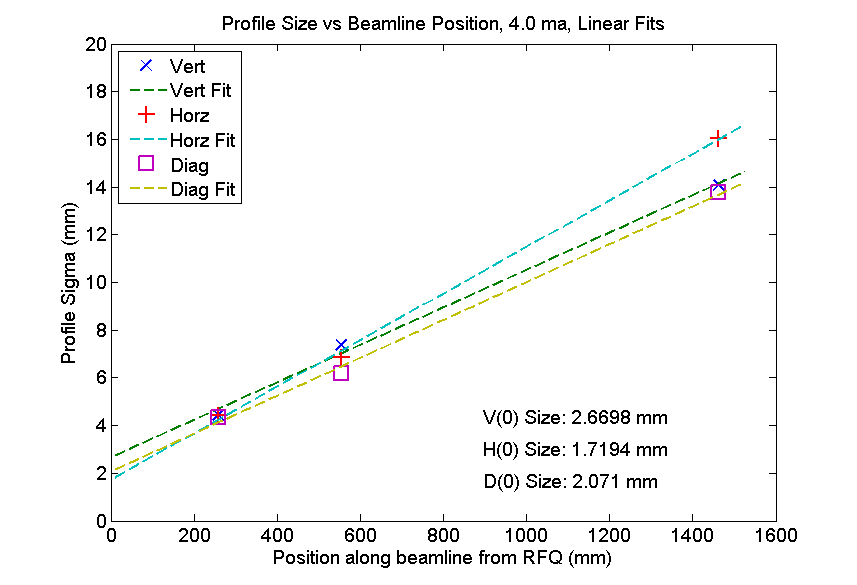 Profile Size vs Beamline Position, 4.0 ma, Linear Fits
20
18
16
14
12
10
8
6
4
2
0
Profile Sigma (mm)
Vert
Vert Fit
Horz
Horz Fit
Diag
Diag Fit
V(0) Size: 2.6698 mm
H(0) Size: 1.7194 mm
D(0) Size: 2.071 mm
0 200 400 600 800 1000 1200 1400 1600
Position along beamline from RFQ (mm)